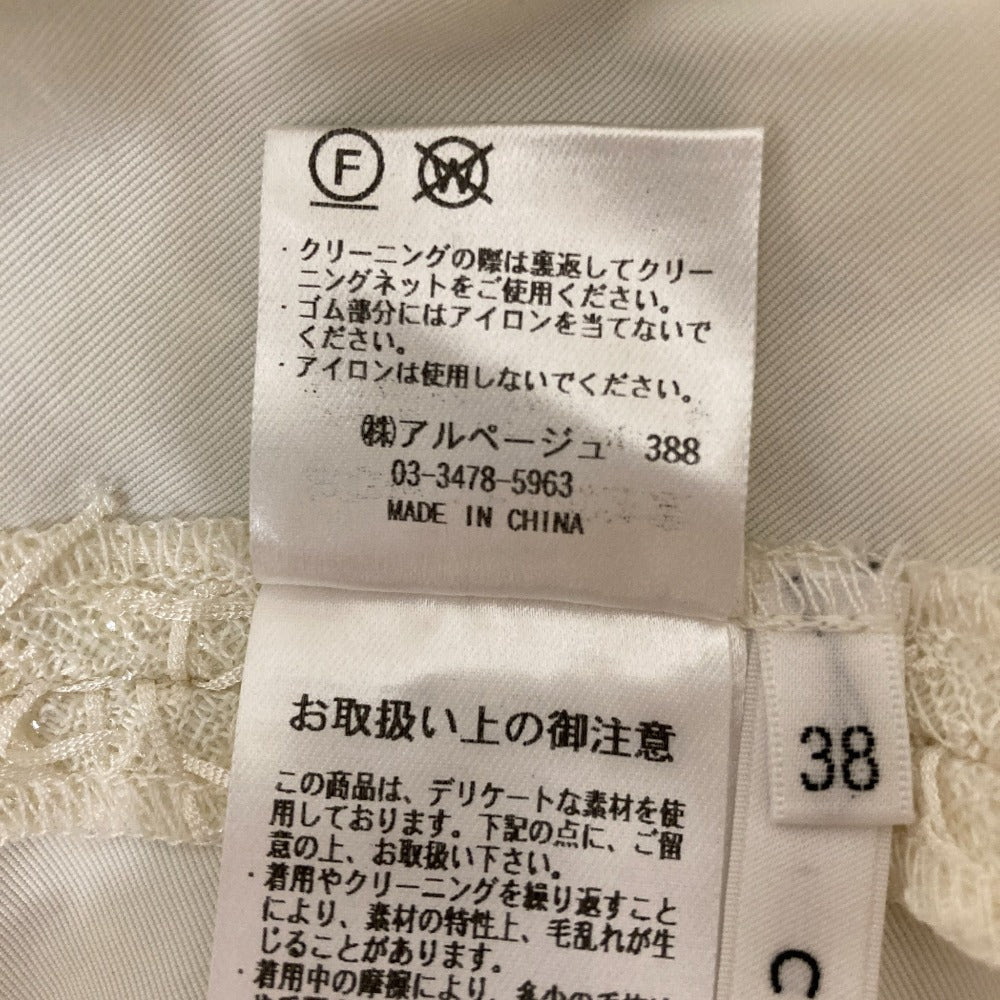 F W
・クリーニングの際は裏返してクリー
ニングネットをご使用ください。
・ゴム部分にはアイロンを当てないで
ください。
・アイロンは使用しないでください。
㈱アルページュ 388
03-3478-5963
MADE IN CHINA
お取扱い上の御注意
この商品は、デリケートな素材を使
用しております。下記の点に、ご留
意の上、お取扱い下さい。
・着用やクリーニングを繰り返すこと
により、素材の特性上、毛乱れが生
じることがあります。
・着用中の摩擦により、多少の毛抜け
38
C